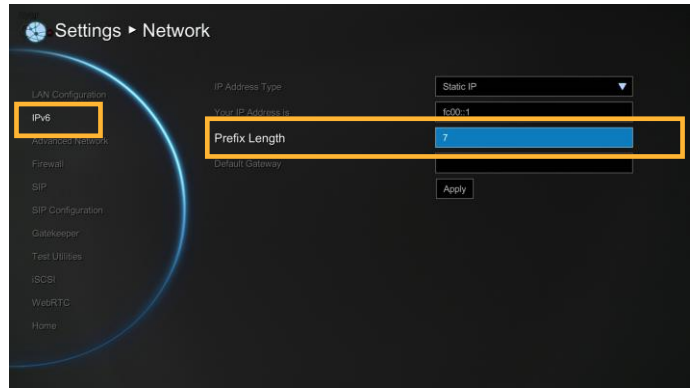 Settings ▸ Network
LAN Configuration
IPv6
Advanced Network
Firewall
SIP
SIP Configuration
Gatekeeper
Test Utilities
iSCSI
WebRTC
Home
IP Address Type
Static IP
Your IP Address is
fc00::1
Prefix Length
7
Default Gateway
Apply